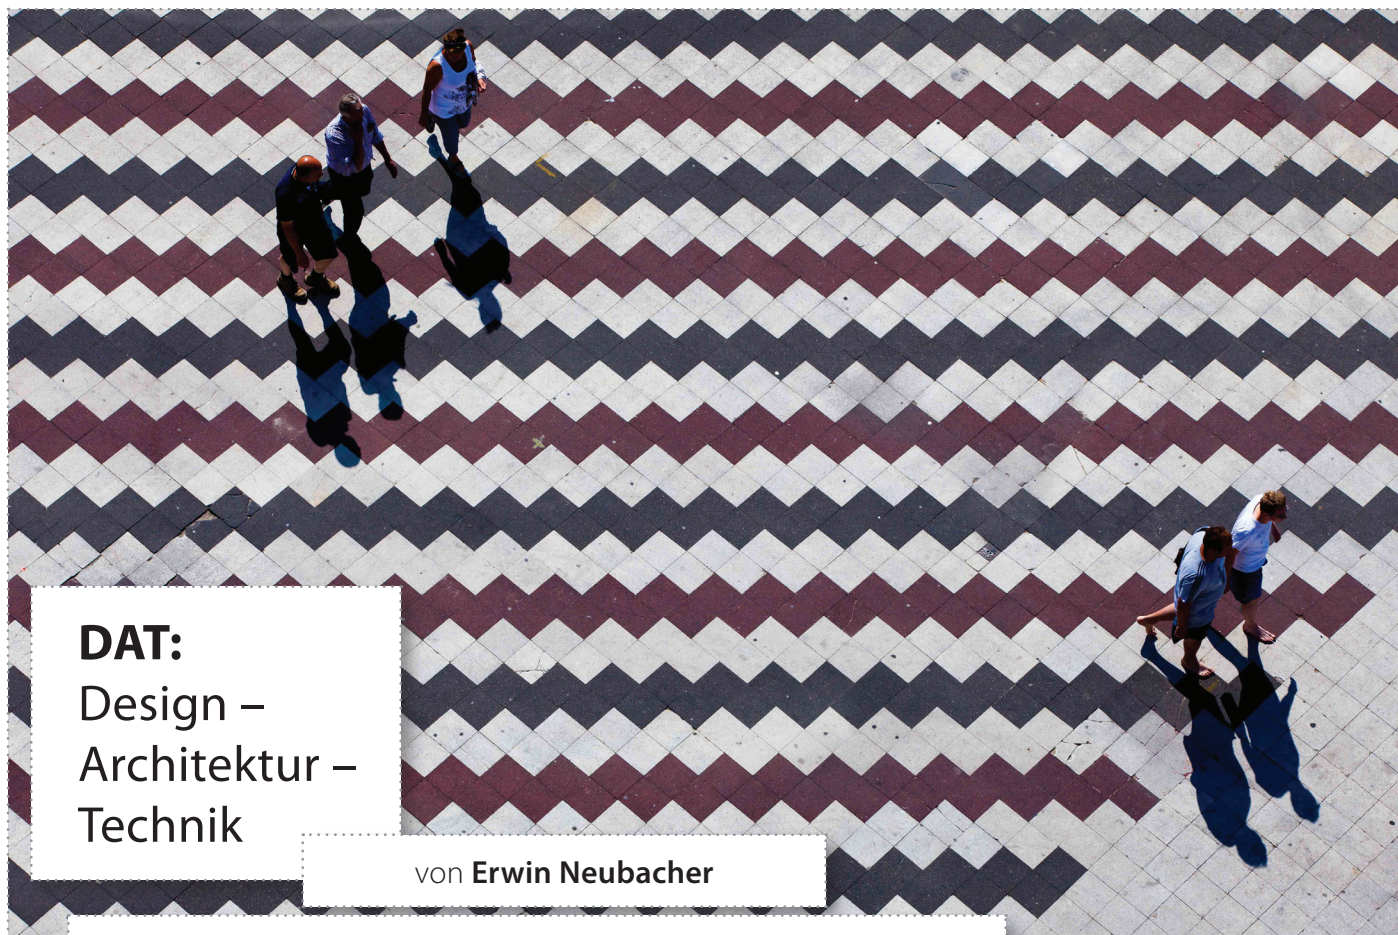 DAT:
Design –
Architektur –
Technik
von Erwin Neubacher